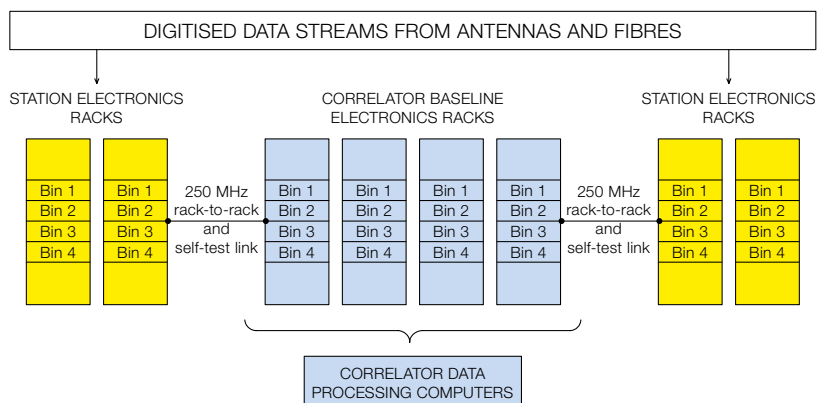 DIGITISED DATA STREAMS FROM ANTENNAS AND FIBRES
STATION ELECTRONICS
RACKS
CORRELATOR BASELINE
ELECTRONICS RACKS
STATION ELECTRONICS
RACKS
Bin 1
Bin 2
Bin 3
Bin 4
Bin 1
Bin 2
Bin 3
Bin 4
250 MHz
rack-to-rack
and
self-test link
Bin 1
Bin 2
Bin 3
Bin 4
Bin 1
Bin 2
Bin 3
Bin 4
Bin 1
Bin 2
Bin 3
Bin 4
Bin 1
Bin 2
Bin 3
Bin 4
250 MHz
rack-to-rack
and
self-test link
Bin 1
Bin 2
Bin 3
Bin 4
Bin 1
Bin 2
Bin 3
Bin 4
CORRELATOR DATA
PROCESSING COMPUTERS